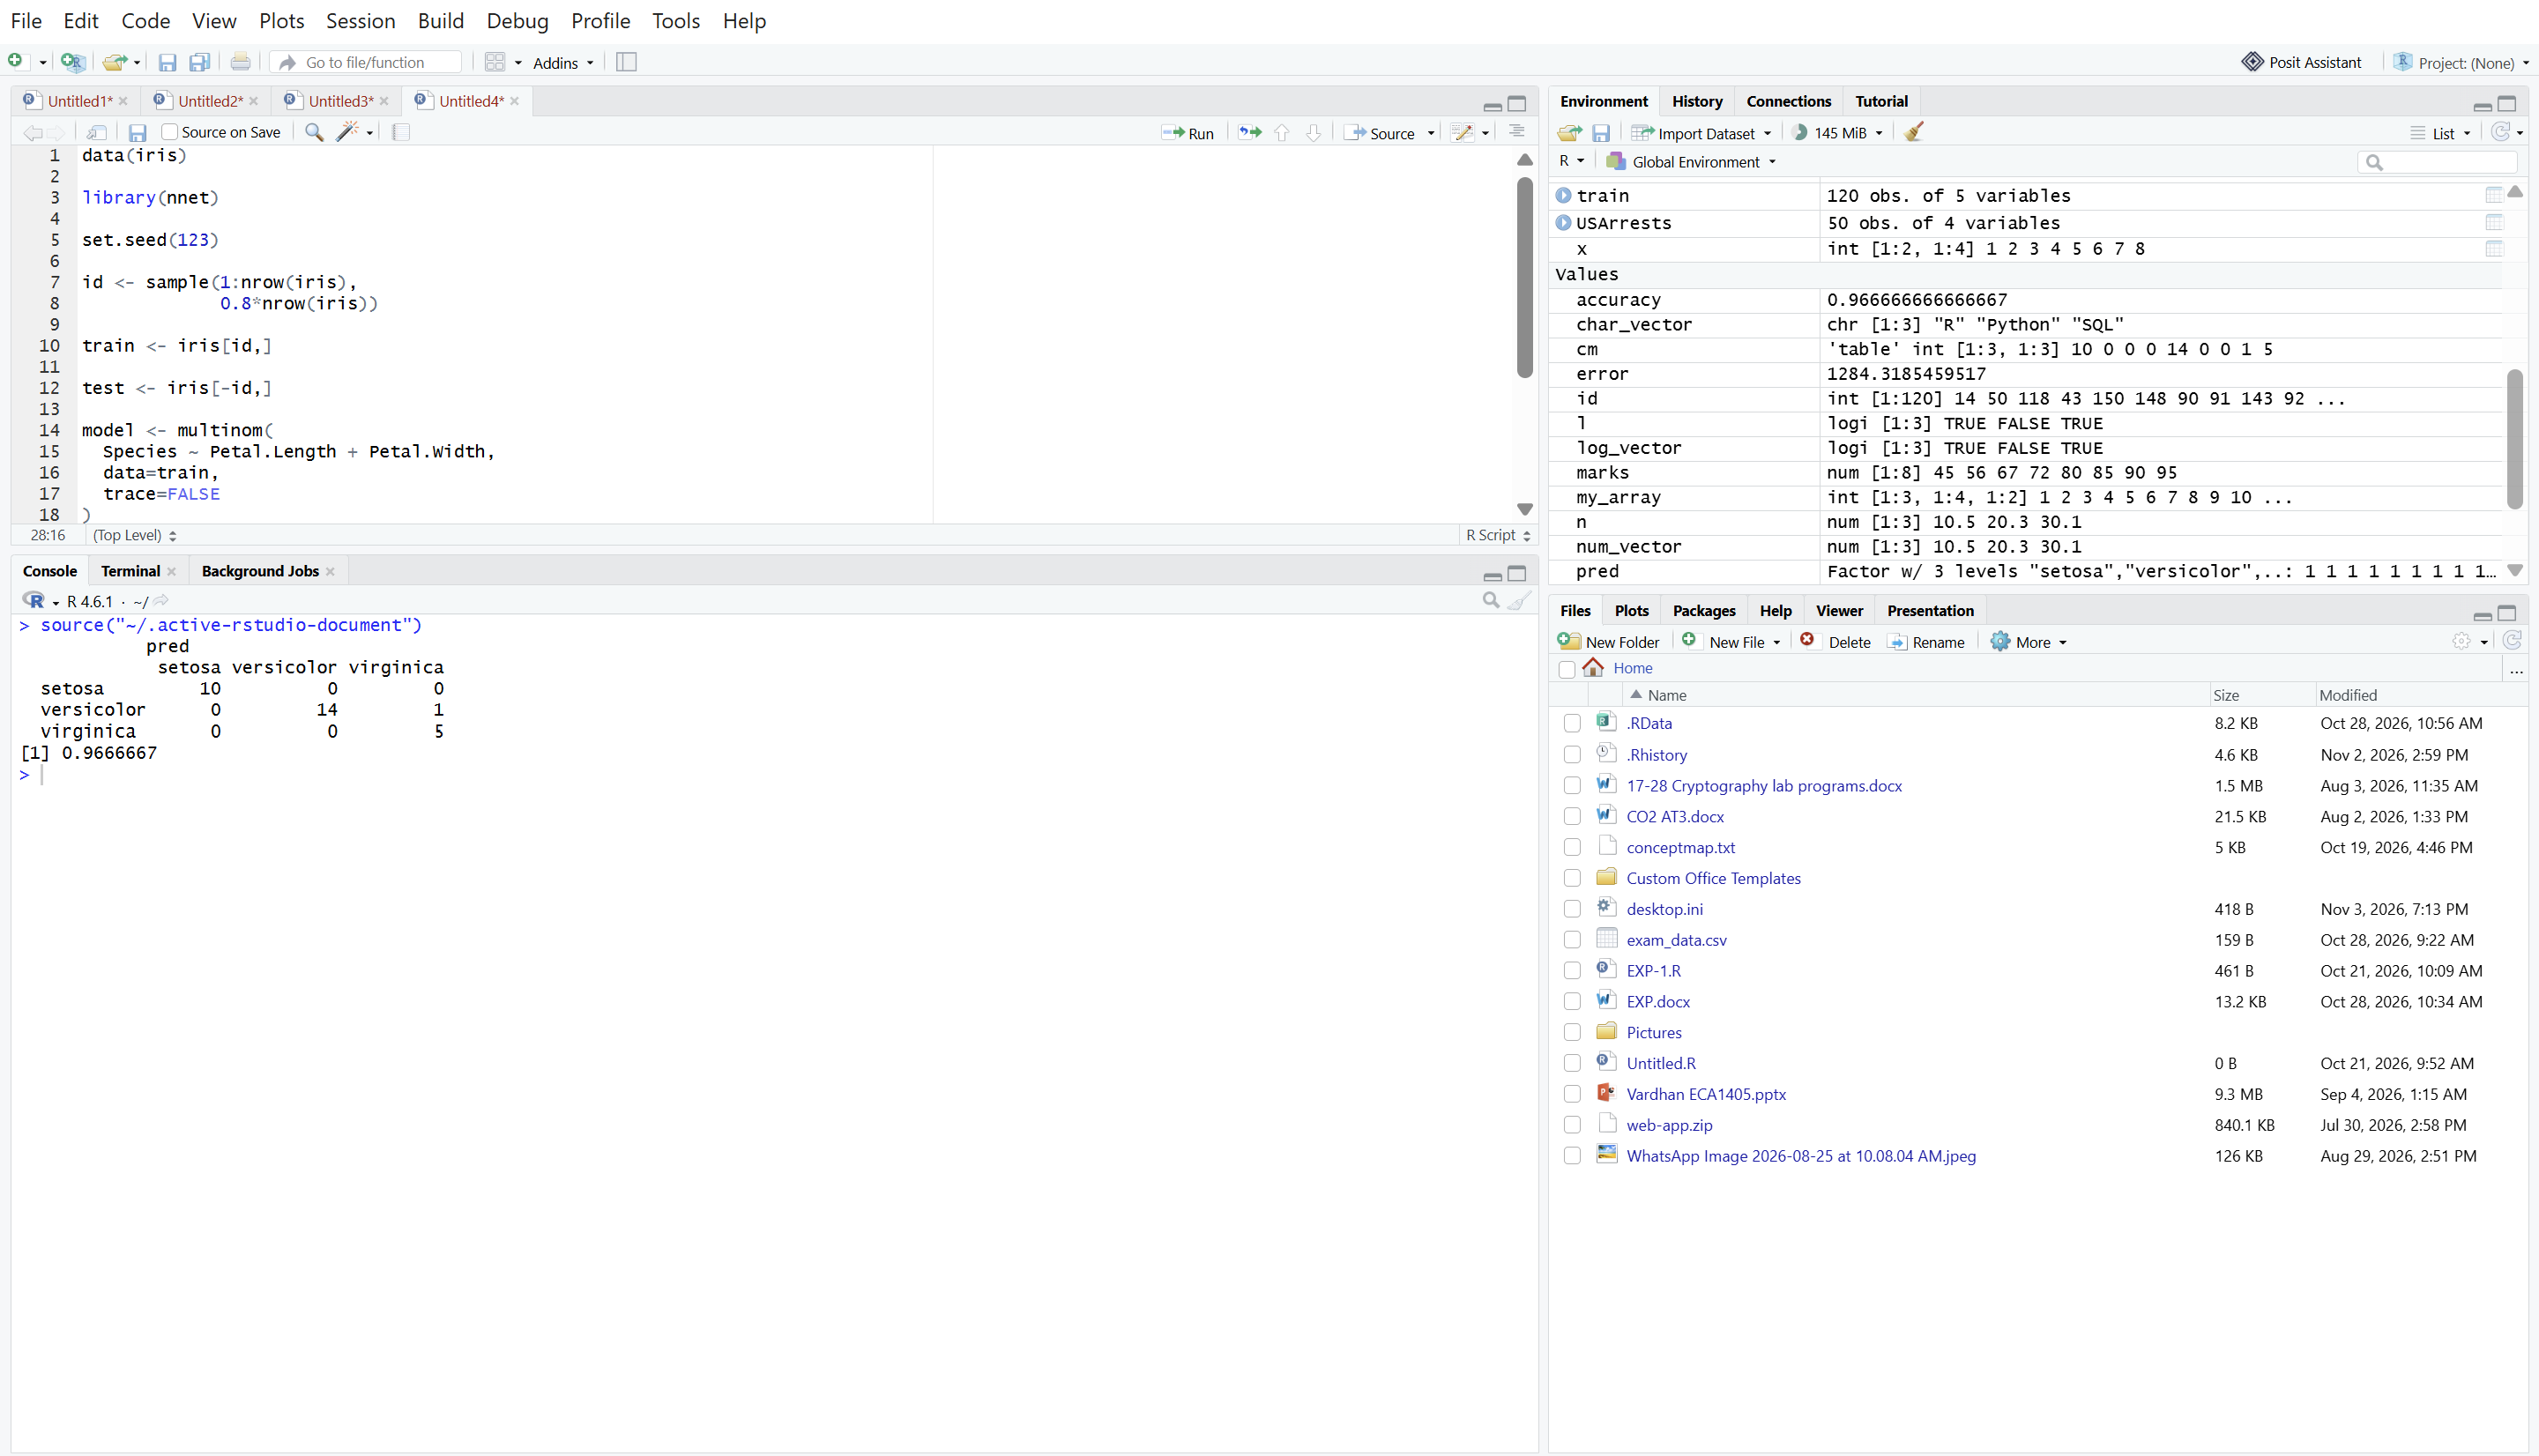 File Edit Code View Plots Session Build Debug Profile Tools Help
Go to file/function Addins Posit Assistant Project: (None)
Untitled1* Untitled2* Untitled3* Untitled4*
Source on Save Run Source
1 data(iris)
2
3 library(nnet)
4
5 set.seed(123)
6
7 id <- sample(1:nrow(iris),
8 0.8*nrow(iris))
9
10 train <- iris[id,]
11
12 test <- iris[-id,]
13
14 model <- multinom(
15 Species ~ Petal.Length + Petal.Width,
16 data=train,
17 trace=FALSE
18 )
28:16 (Top Level) R Script
Console Terminal Background Jobs
R 4.6.1 · ~/
> source("~/.active-rstudio-document")
pred
setosa versicolor virginica
setosa 10 0 0
versicolor 0 14 1
virginica 0 0 5
[1] 0.9666667
>
Environment History Connections Tutorial
Import Dataset 145 MiB List
R Global Environment
train 120 obs. of 5 variables
USArrests 50 obs. of 4 variables
x int [1:2, 1:4] 1 2 3 4 5 6 7 8
Values
accuracy 0.966666666666667
char_vector chr [1:3] "R" "Python" "SQL"
cm 'table' int [1:3, 1:3] 10 0 0 0 14 0 0 1 5
error 1284.3185459517
id int [1:120] 14 50 118 43 150 148 90 91 143 92 ...
l logi [1:3] TRUE FALSE TRUE
log_vector logi [1:3] TRUE FALSE TRUE
marks num [1:8] 45 56 67 72 80 85 90 95
my_array int [1:3, 1:4, 1:2] 1 2 3 4 5 6 7 8 9 10 ...
n num [1:3] 10.5 20.3 30.1
num_vector num [1:3] 10.5 20.3 30.1
pred Factor w/ 3 levels "setosa","versicolor",..: 1 1 1 1 1 1 1 1 1…
Files Plots Packages Help Viewer Presentation
New Folder New File Delete Rename More
Home ...
Name Size Modified
.RData 8.2 KB Oct 28, 2026, 10:56 AM
.Rhistory 4.6 KB Nov 2, 2026, 2:59 PM
17-28 Cryptography lab programs.docx 1.5 MB Aug 3, 2026, 11:35 AM
CO2 AT3.docx 21.5 KB Aug 2, 2026, 1:33 PM
conceptmap.txt 5 KB Oct 19, 2026, 4:46 PM
Custom Office Templates
desktop.ini 418 B Nov 3, 2026, 7:13 PM
exam_data.csv 159 B Oct 28, 2026, 9:22 AM
EXP-1.R 461 B Oct 21, 2026, 10:09 AM
EXP.docx 13.2 KB Oct 28, 2026, 10:34 AM
Pictures
Untitled.R 0 B Oct 21, 2026, 9:52 AM
Vardhan ECA1405.pptx 9.3 MB Sep 4, 2026, 1:15 AM
web-app.zip 840.1 KB Jul 30, 2026, 2:58 PM
WhatsApp Image 2026-08-25 at 10.08.04 AM.jpeg 126 KB Aug 29, 2026, 2:51 PM